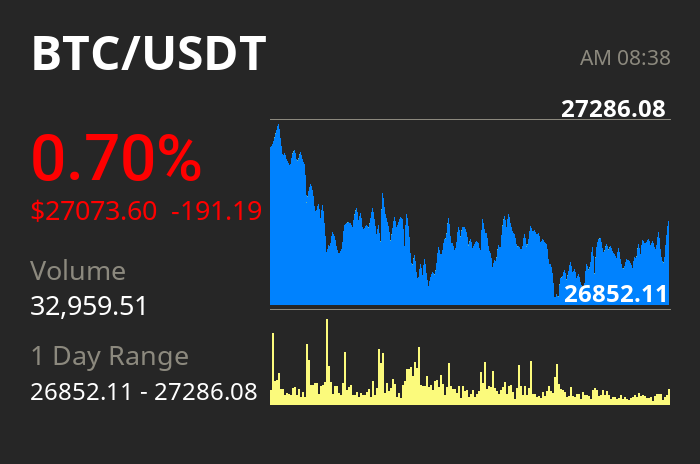 BTC/USDT
AM 08:38
27286.08
0.70%
$27073.60 -191.19
Volume
32,959.51
26852.11
1 Day Range
26852.11 - 27286.08